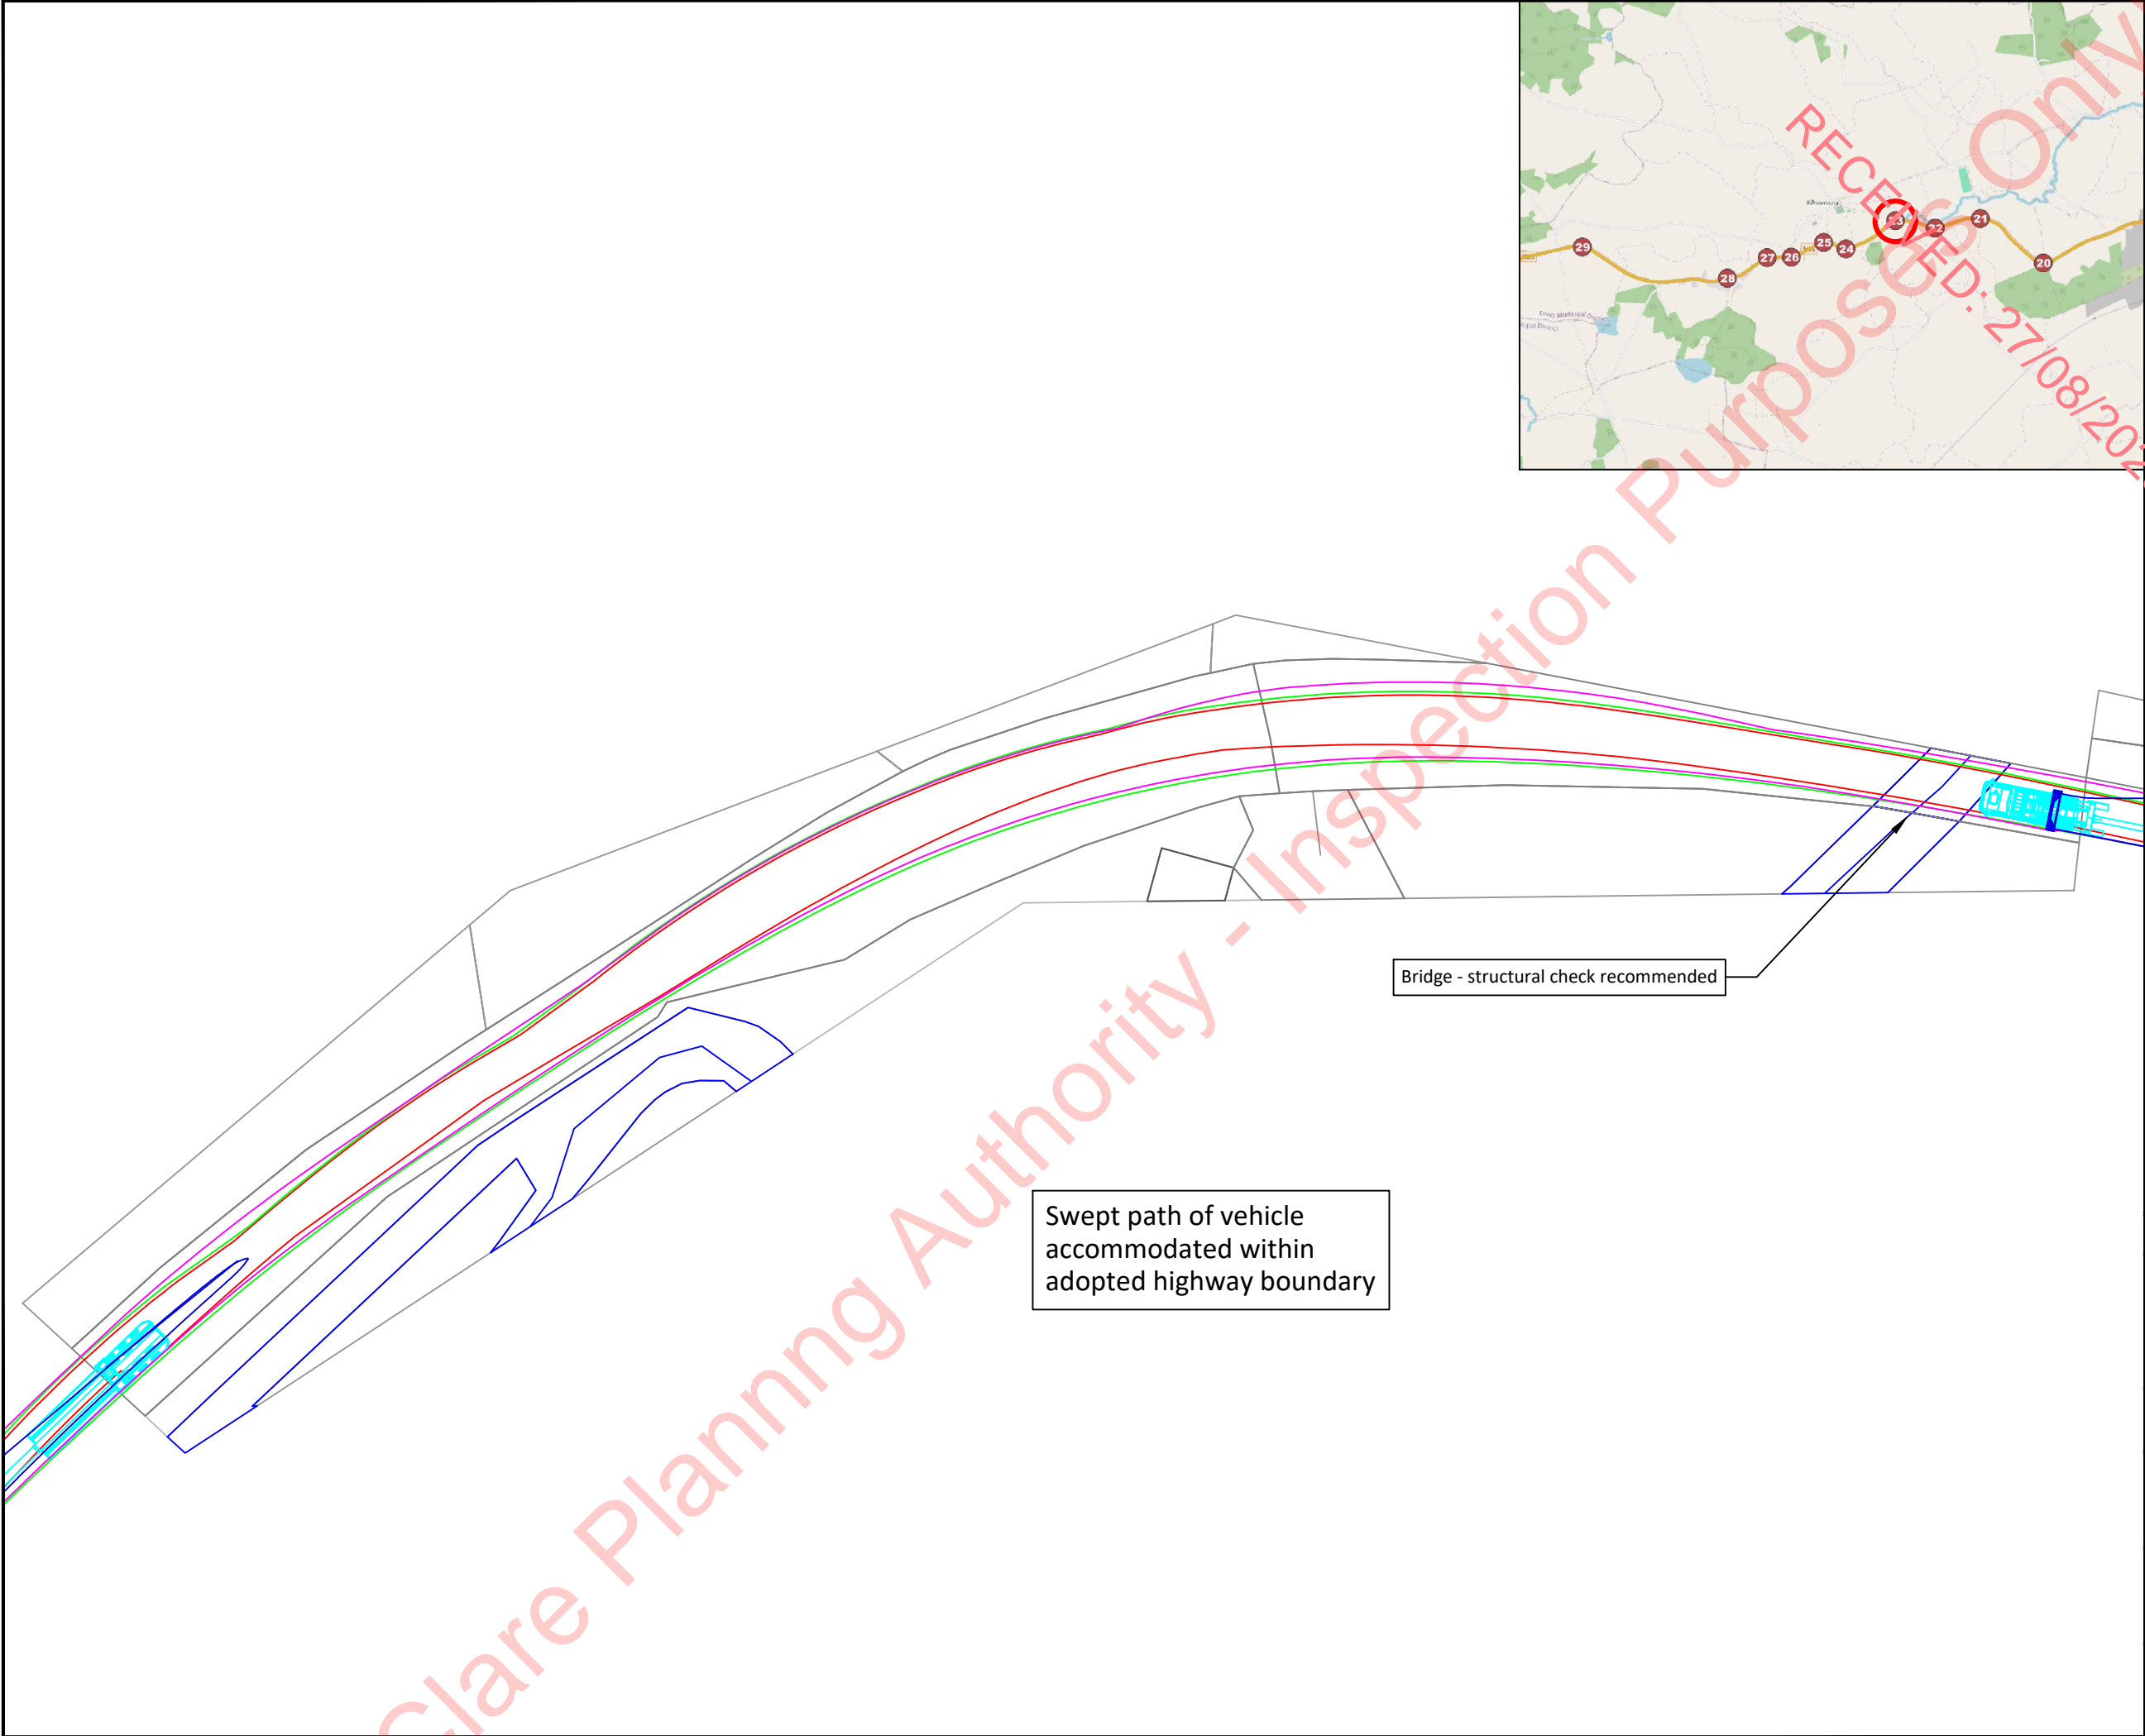 RECEIVED: 27/08/202
29
28
27
26
25
24
23
22
21
20
Bridge - structural check recommended
Swept path of vehicle
accommodated within
adopted highway boundary
Clare Planning Authority - Inspection Purposes Only